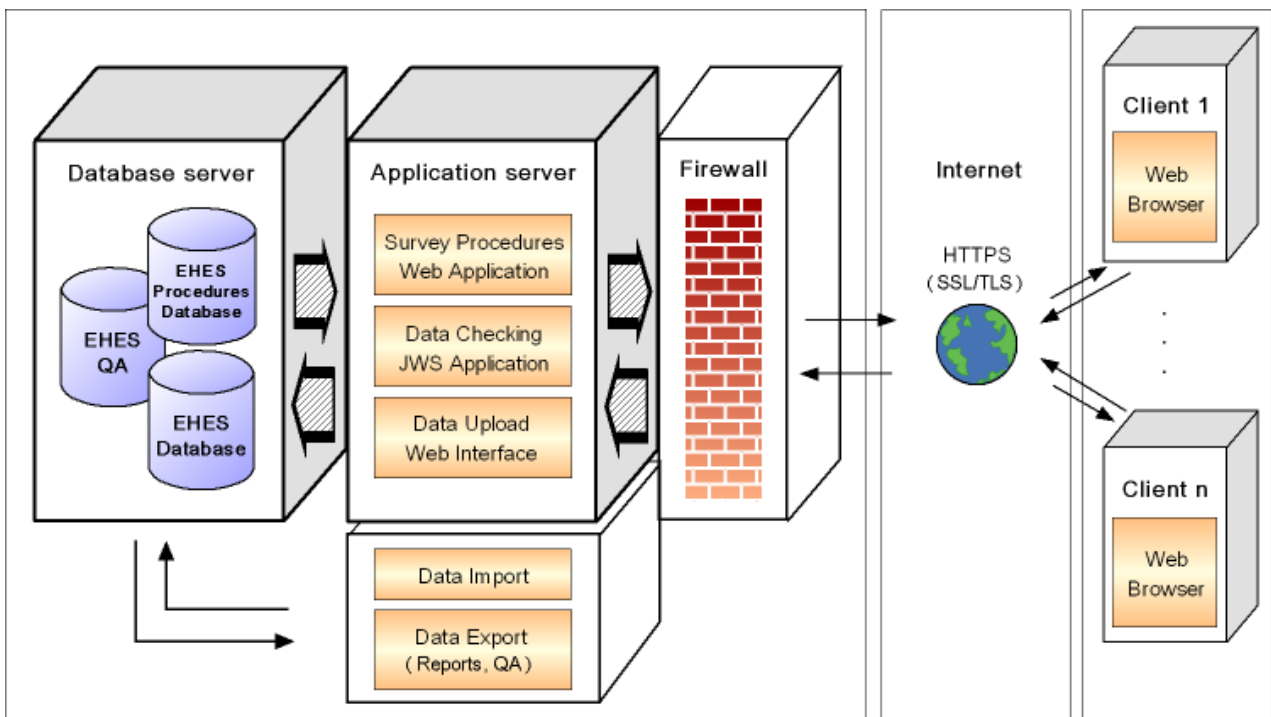 Database server
EHES
Procedures
Database
EHES
QA
EHES
Database
Application server
Survey Procedures
Web Application
Data Checking
JWS Application
Data Upload
Web Interface
Data Import
Data Export
( Reports, QA )
Firewall
Internet
HTTPS
(SSL/TLS)
Client 1
Web
Browser
.
.
.
Client n
Web
Browser